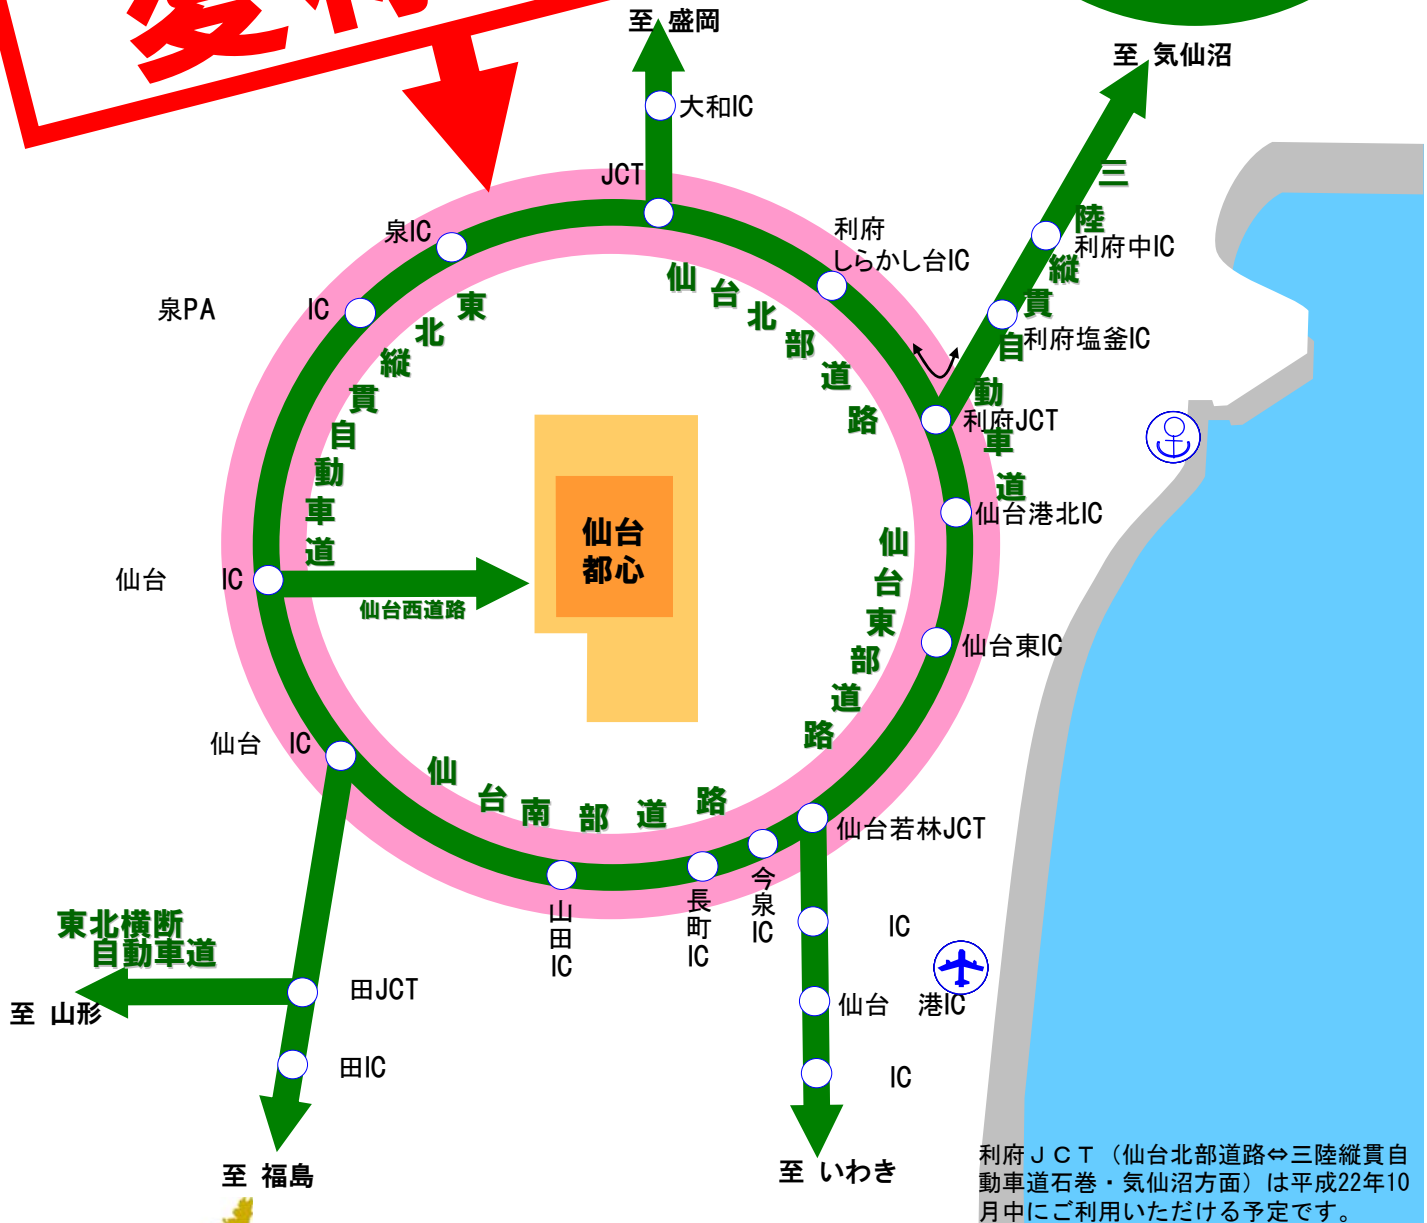 変
至 盛岡
至 気仙沼
大和IC
JCT
三陸縦貫自動車道
泉IC
利府
しらかし台IC
利府中IC
泉PA
IC
東北縦貫自動車道
仙台北部道路
利府塩釜IC
利府JCT
仙台港北IC
仙台
都心
仙台東部道路
仙台 IC
仙台西道路
仙台東IC
仙台 IC
仙台南部道路
仙台若林JCT
山田IC
長町IC
今泉IC
IC
東北横断
自動車道
田JCT
仙台 港IC
至 山形
田IC
IC
至 福島
至 いわき
利府ＪＣＴ（仙台北部道路⇔三陸縦貫自
動車道石巻・気仙沼方面）は平成22年10
月中にご利用いただける予定です。